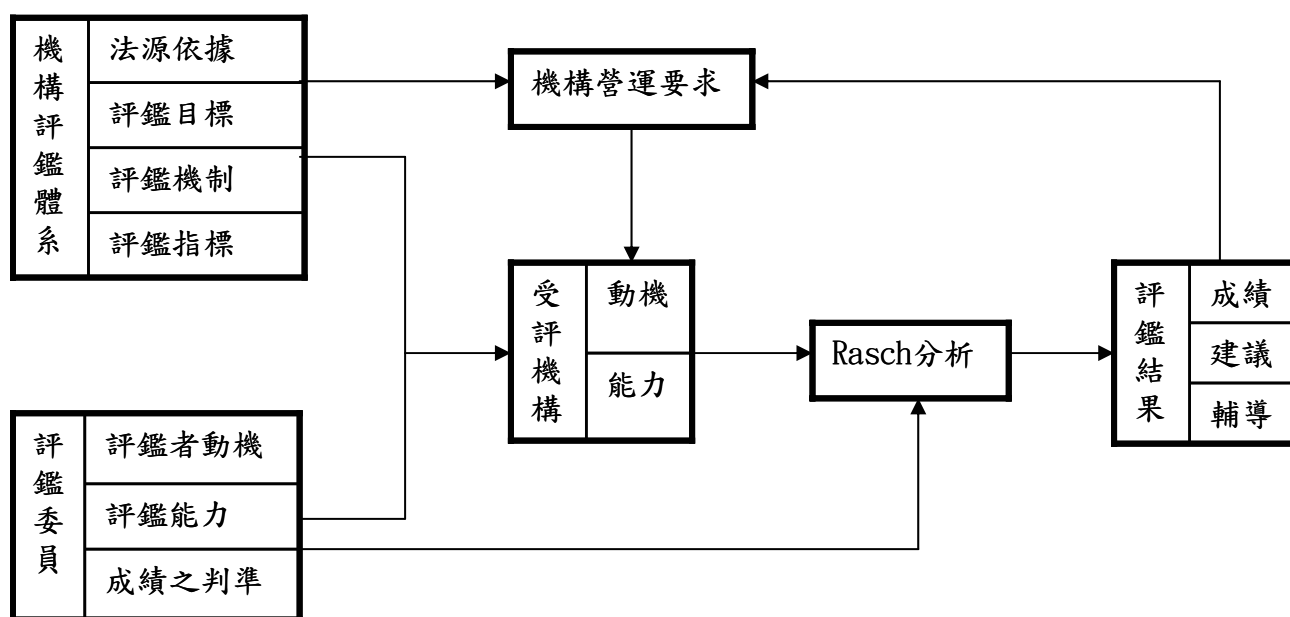 機構評鑑體系
法源依據
評鑑目標
評鑑機制
評鑑指標
機構營運要求
受評機構
動機
能力
Rasch分析
評鑑結果
成績
建議
輔導
評鑑委員
評鑑者動機
評鑑能力
成績之判準